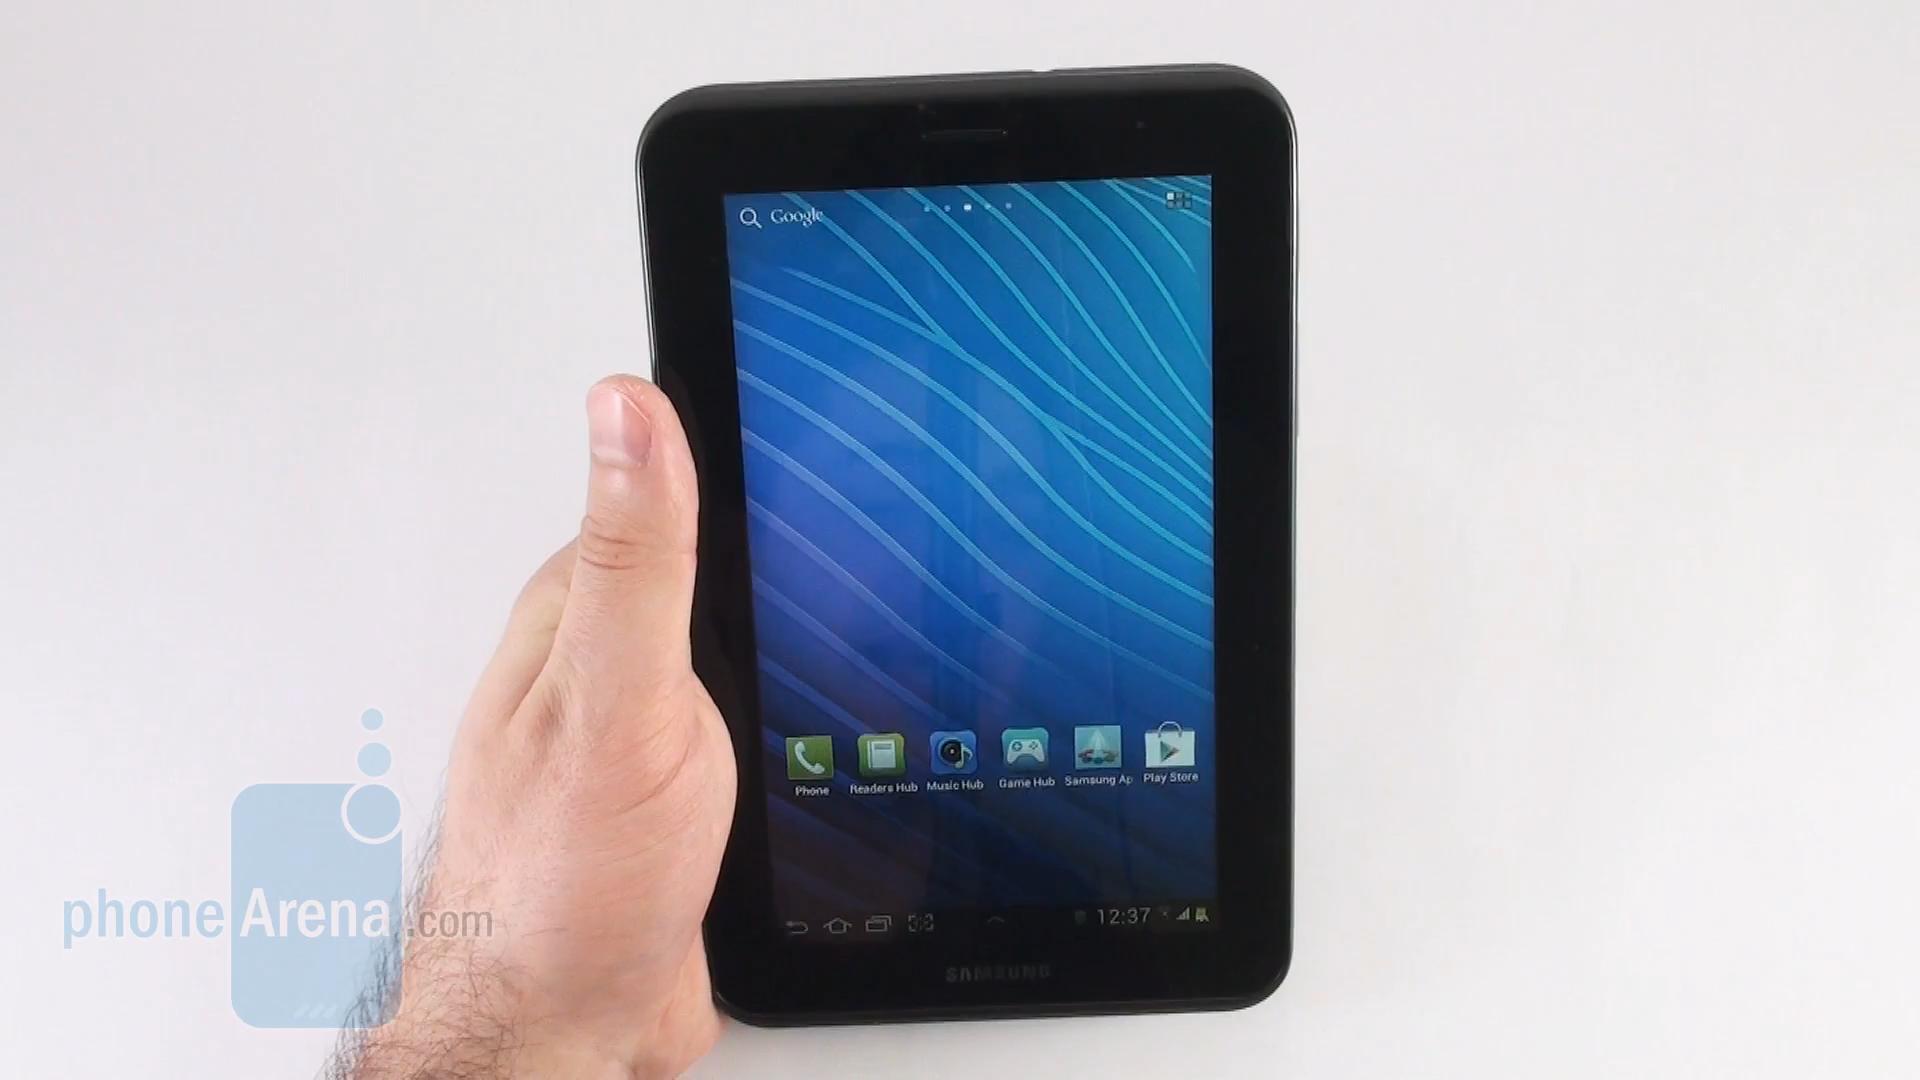 Google
Phone
Readers Hub
Music Hub
Game Hub
Samsung Ap
Play Store
12:37
SAMSUNG
phoneArena.com